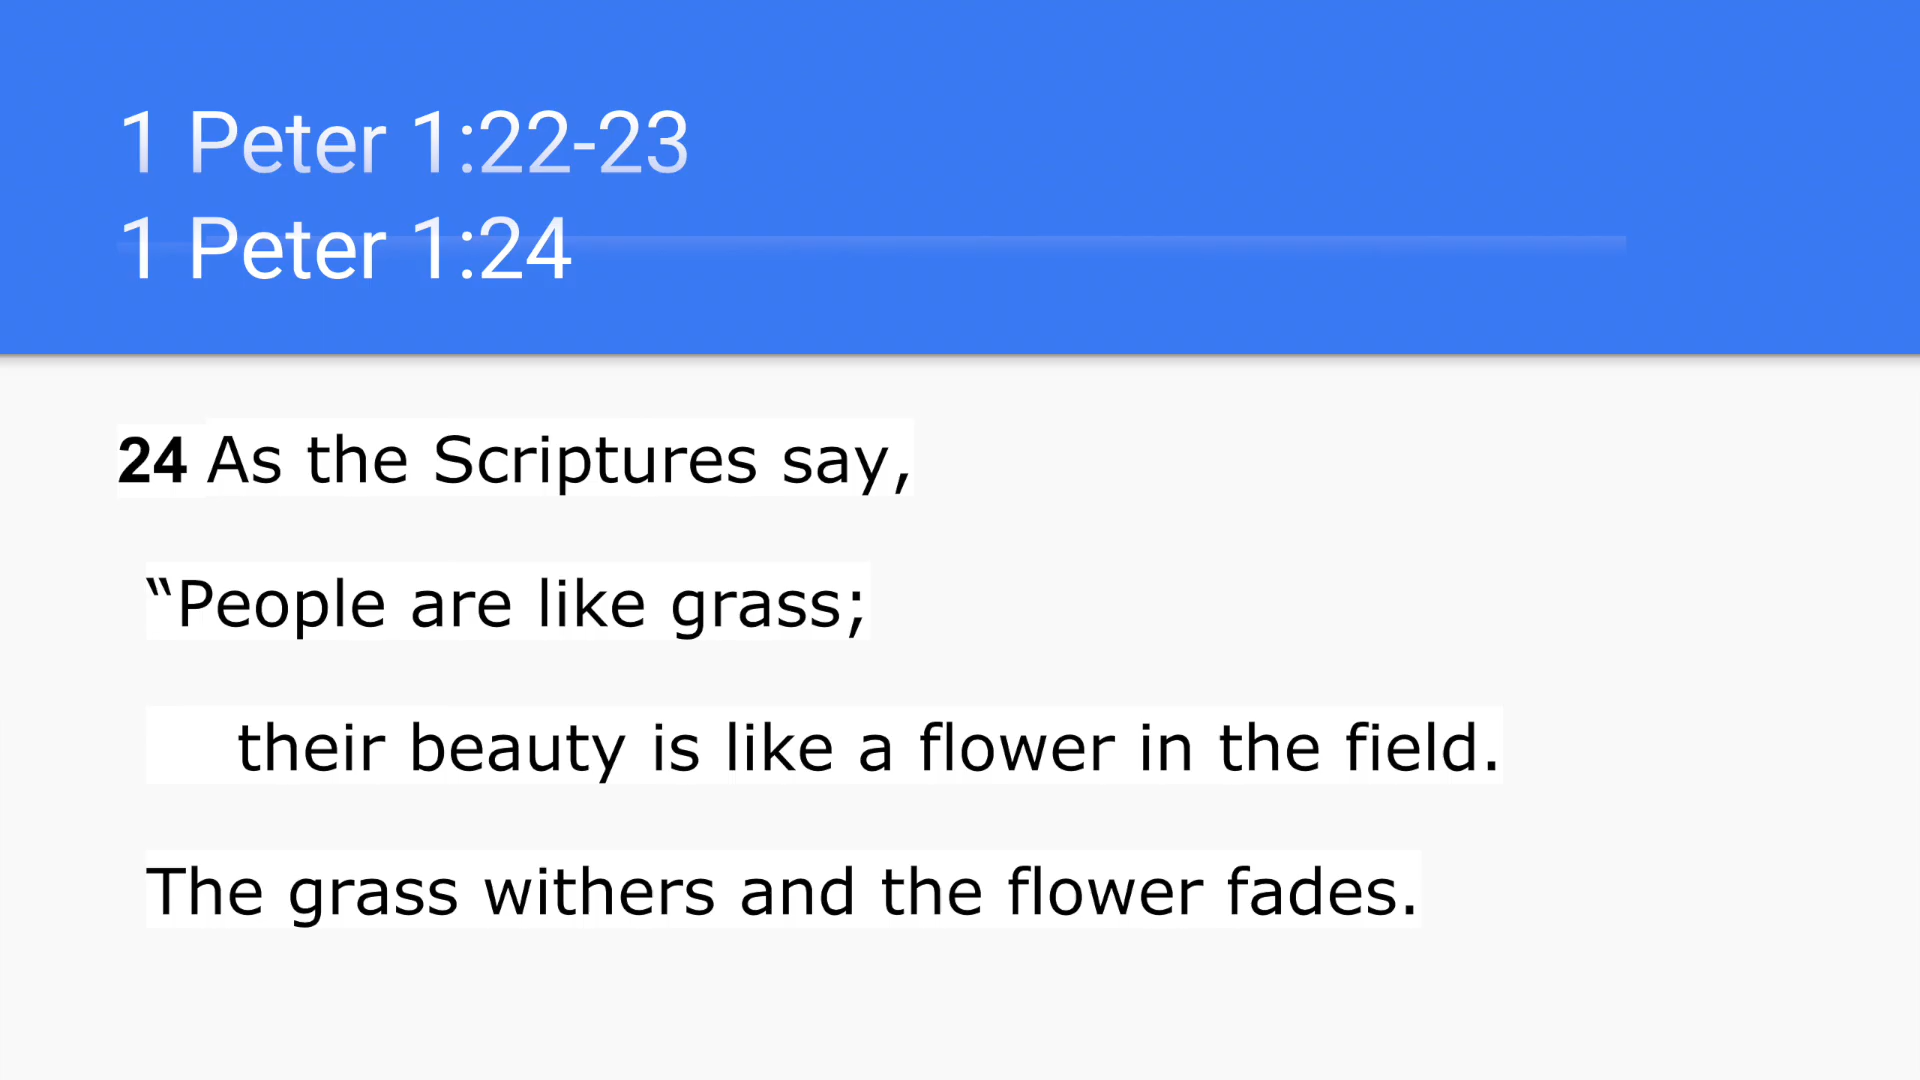 1 Peter 1:22-23
1 Peter 1:24
24 As the Scriptures say,
“People are like grass;
their beauty is like a flower in the field.
The grass withers and the flower fades.